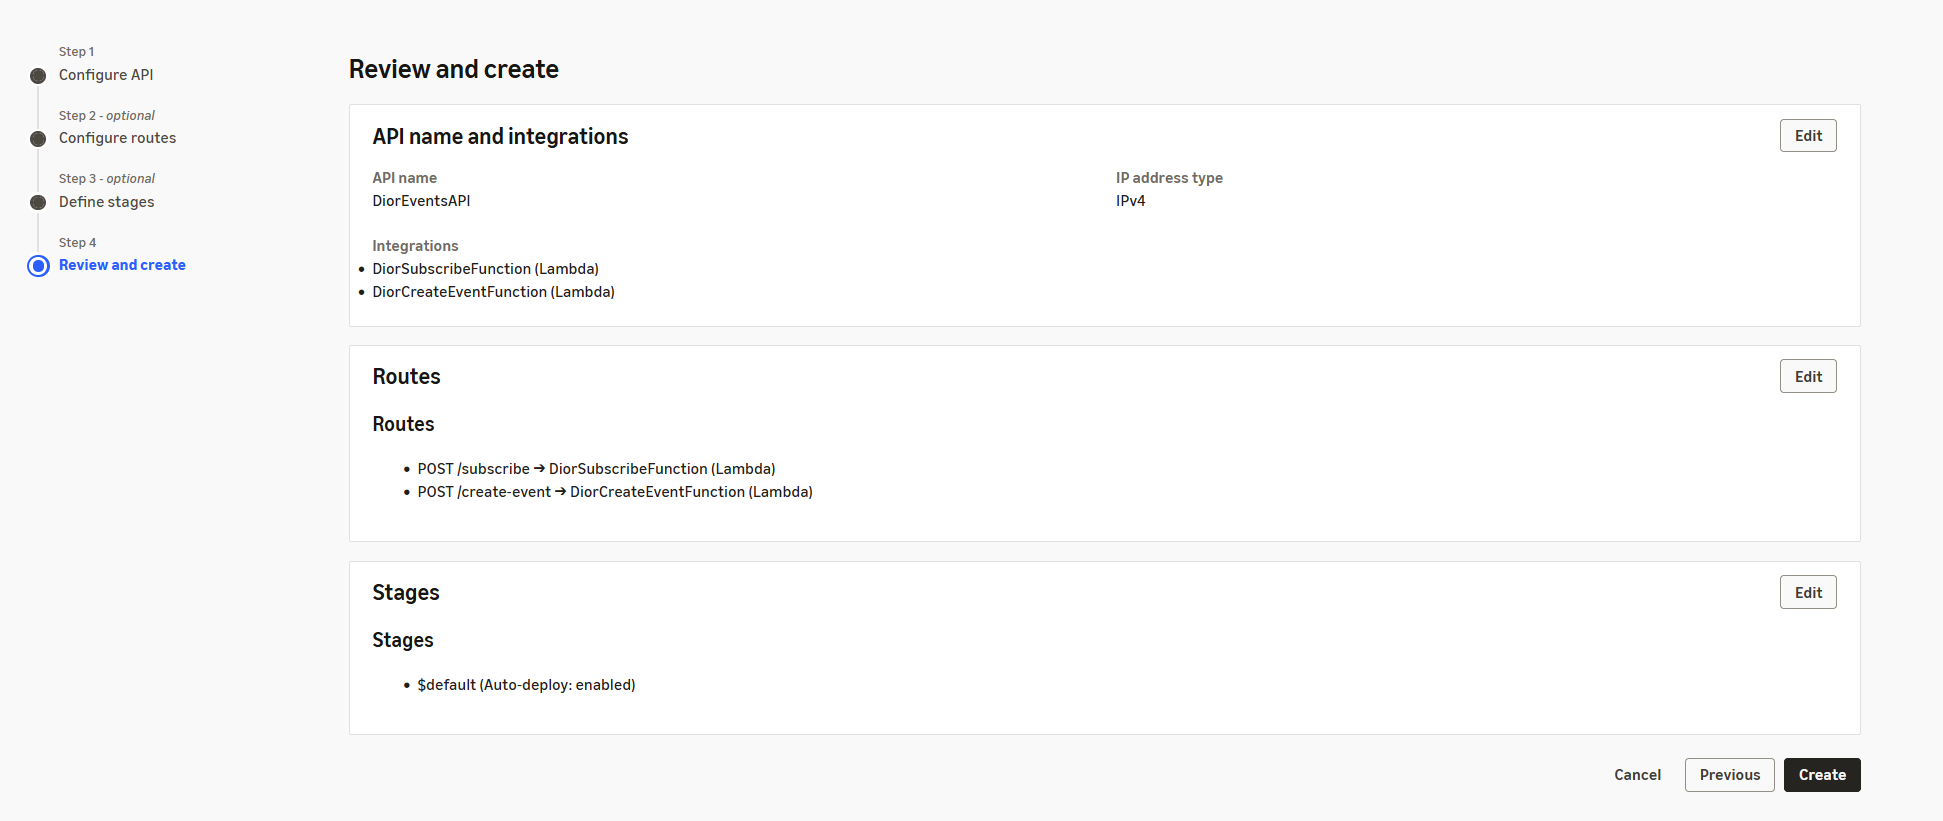 Step 1
Configure API
Step 2 - optional
Configure routes
Step 3 - optional
Define stages
Step 4
Review and create
Review and create
API name and integrations
Edit
API name
IP address type
DiorEventsAPI
IPv4
Integrations
• DiorSubscribeFunction (Lambda)
• DiorCreateEventFunction (Lambda)
Routes
Edit
Routes
• POST /subscribe → DiorSubscribeFunction (Lambda)
• POST /create-event → DiorCreateEventFunction (Lambda)
Stages
Edit
Stages
• $default (Auto-deploy: enabled)
Cancel
Previous
Create